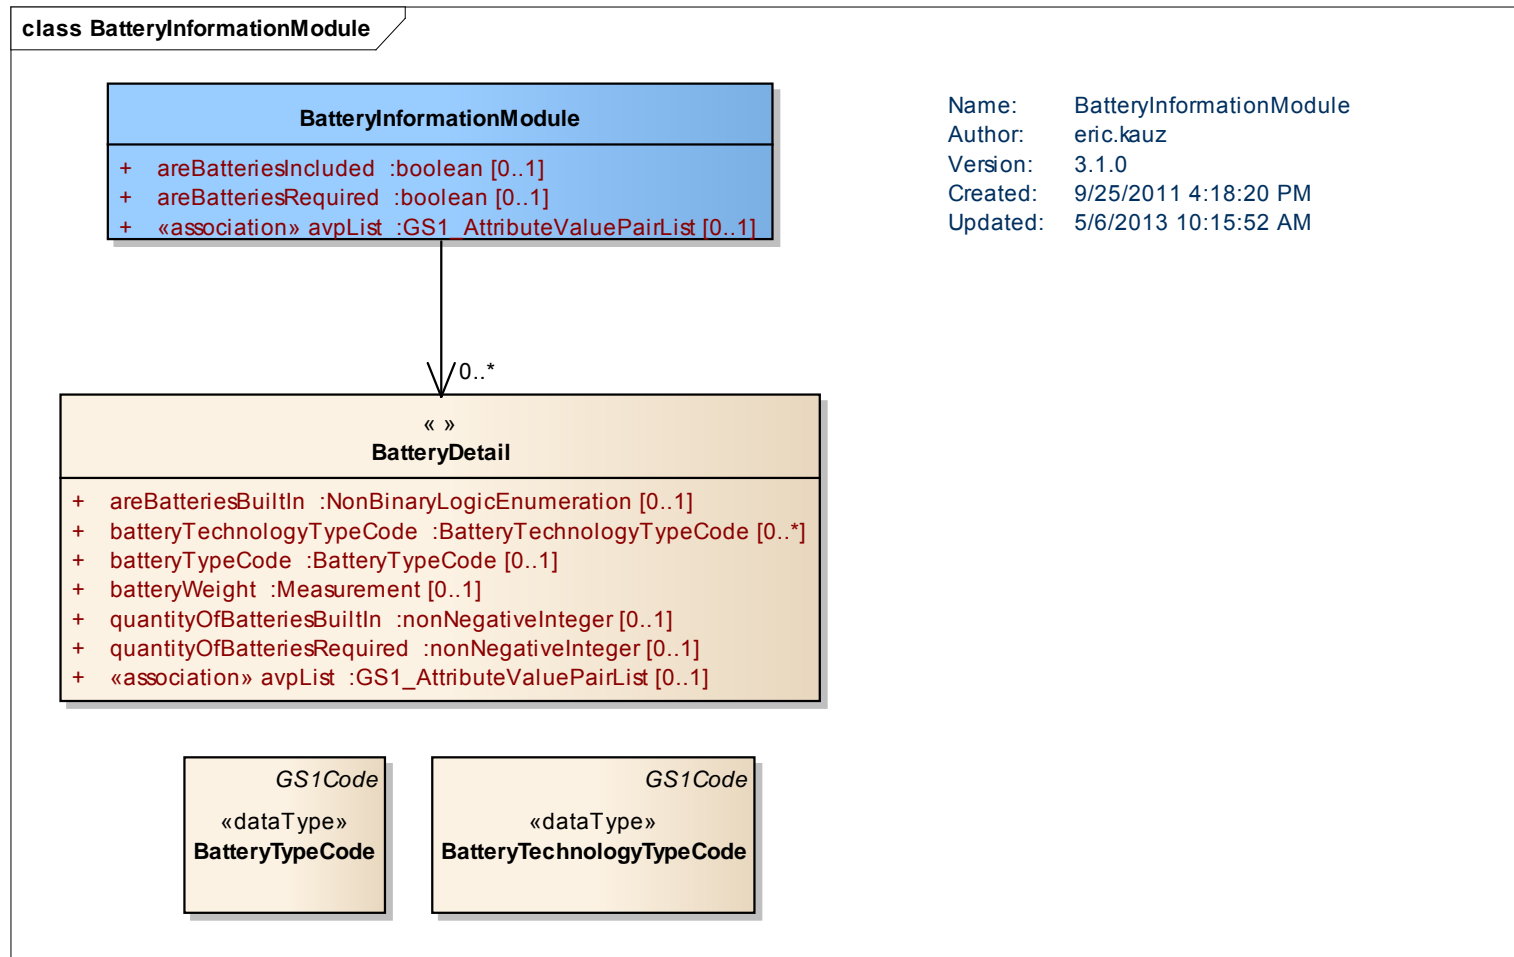 class BatteryInformationModule
BatteryInformationModule
+ areBatteriesIncluded :boolean [0..1]
+ areBatteriesRequired :boolean [0..1]
+ «association» avpList :GS1_AttributeValuePairList [0..1]
Name: BatteryInformationModule
Author: eric.kauz
Version: 3.1.0
Created: 9/25/2011 4:18:20 PM
Updated: 5/6/2013 10:15:52 AM
0..*
« »
BatteryDetail
+ areBatteriesBuiltIn :NonBinaryLogicEnumeration [0..1]
+ batteryTechnologyTypeCode :BatteryTechnologyTypeCode [0..*]
+ batteryTypeCode :BatteryTypeCode [0..1]
+ batteryWeight :Measurement [0..1]
+ quantityOfBatteriesBuiltIn :nonNegativeInteger [0..1]
+ quantityOfBatteriesRequired :nonNegativeInteger [0..1]
+ «association» avpList :GS1_AttributeValuePairList [0..1]
GS1Code
«dataType»
BatteryTypeCode
GS1Code
«dataType»
BatteryTechnologyTypeCode